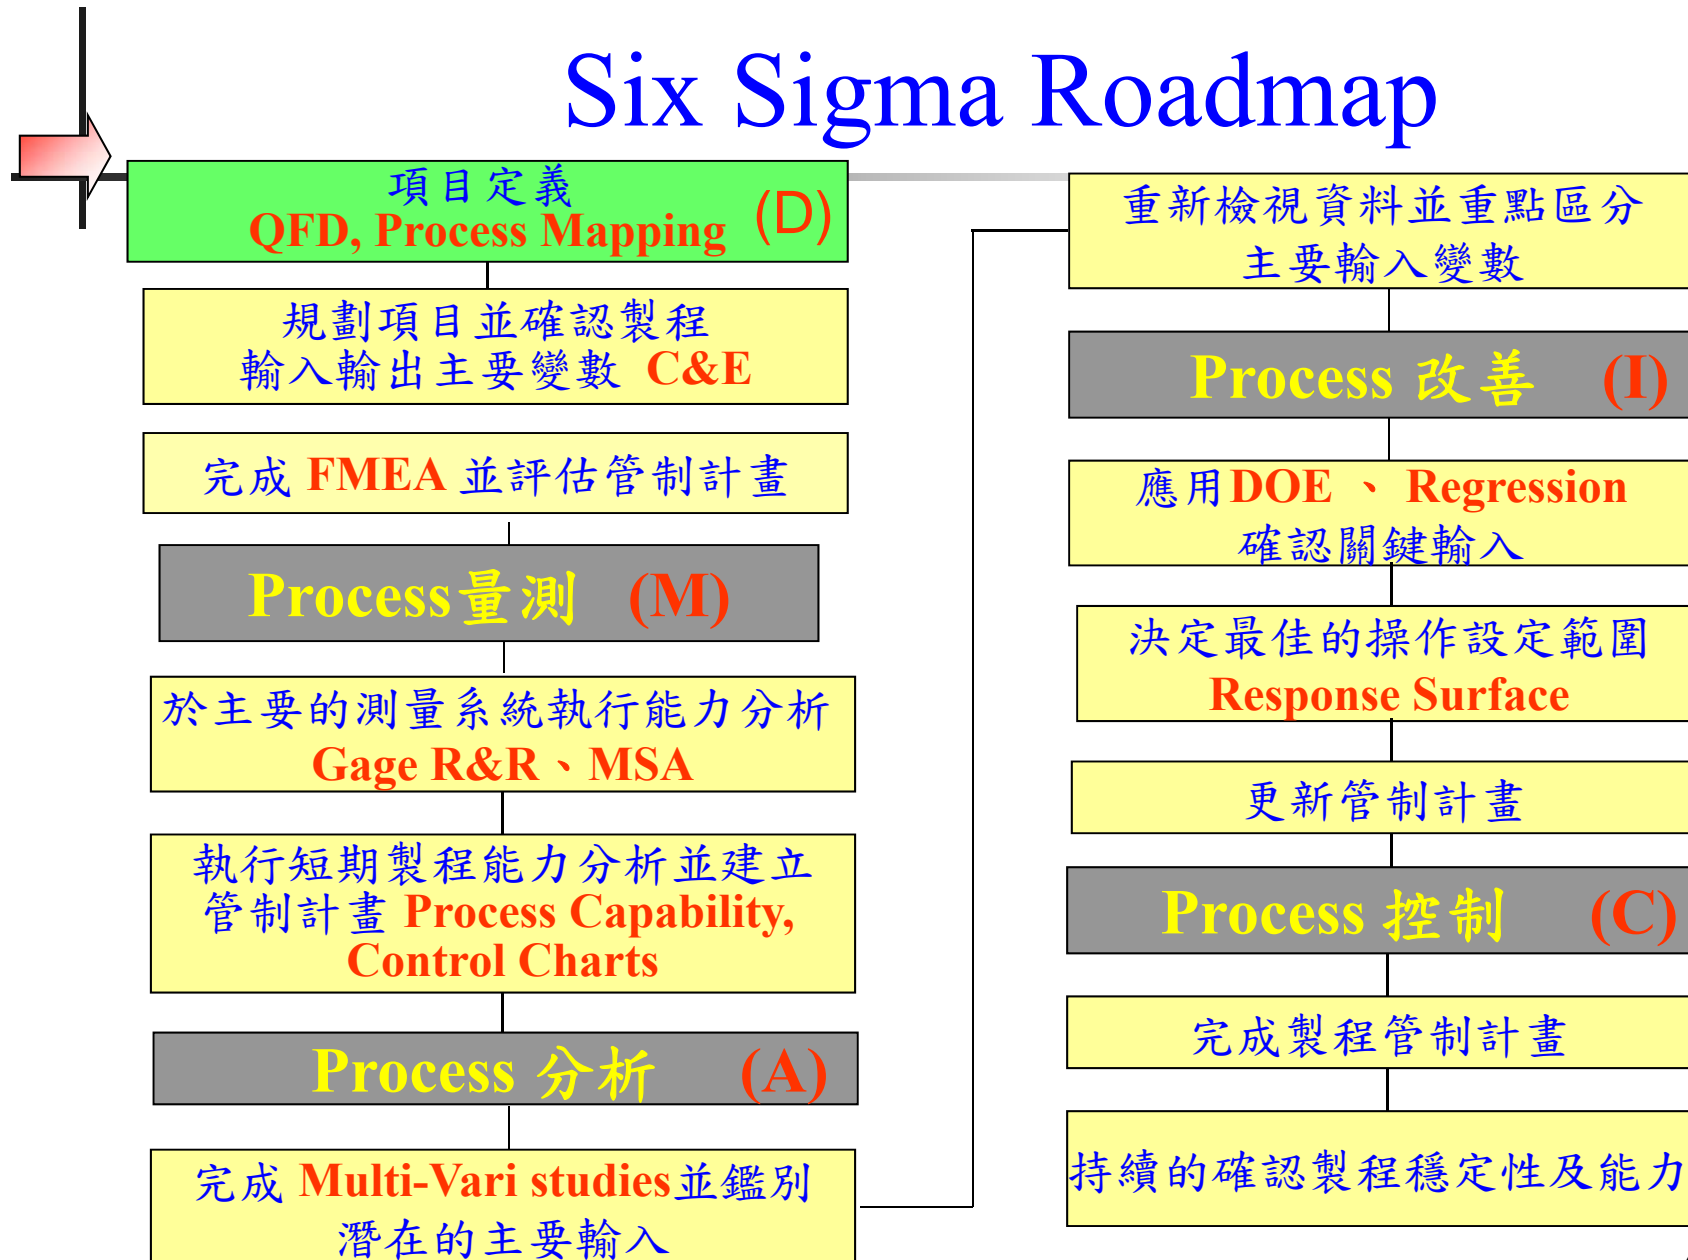 Six Sigma Roadmap
項目定義
QFD, Process Mapping (D)
規劃項目並確認製程
輸入輸出主要變數 C&E
完成 FMEA 並評估管制計畫
Process量測 (M)
於主要的測量系統執行能力分析
Gage R&R、MSA
執行短期製程能力分析並建立
管制計畫 Process Capability,
Control Charts
Process 分析 (A)
完成 Multi-Vari studies並鑑別
潛在的主要輸入
重新檢視資料並重點區分
主要輸入變數
Process 改善 (I)
應用DOE 、 Regression
確認關鍵輸入
決定最佳的操作設定範圍
Response Surface
更新管制計畫
Process 控制 (C)
完成製程管制計畫
持續的確認製程穩定性及能力